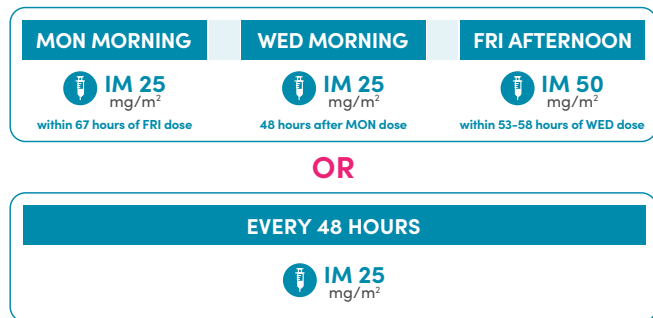 MON MORNING WED MORNING FRI AFTERNOON
IM 25 IM 25 IM 50
mg/m² mg/m² mg/m²
within 67 hours of FRI dose 48 hours after MON dose within 53-58 hours of WED dose
OR
EVERY 48 HOURS
IM 25
mg/m²